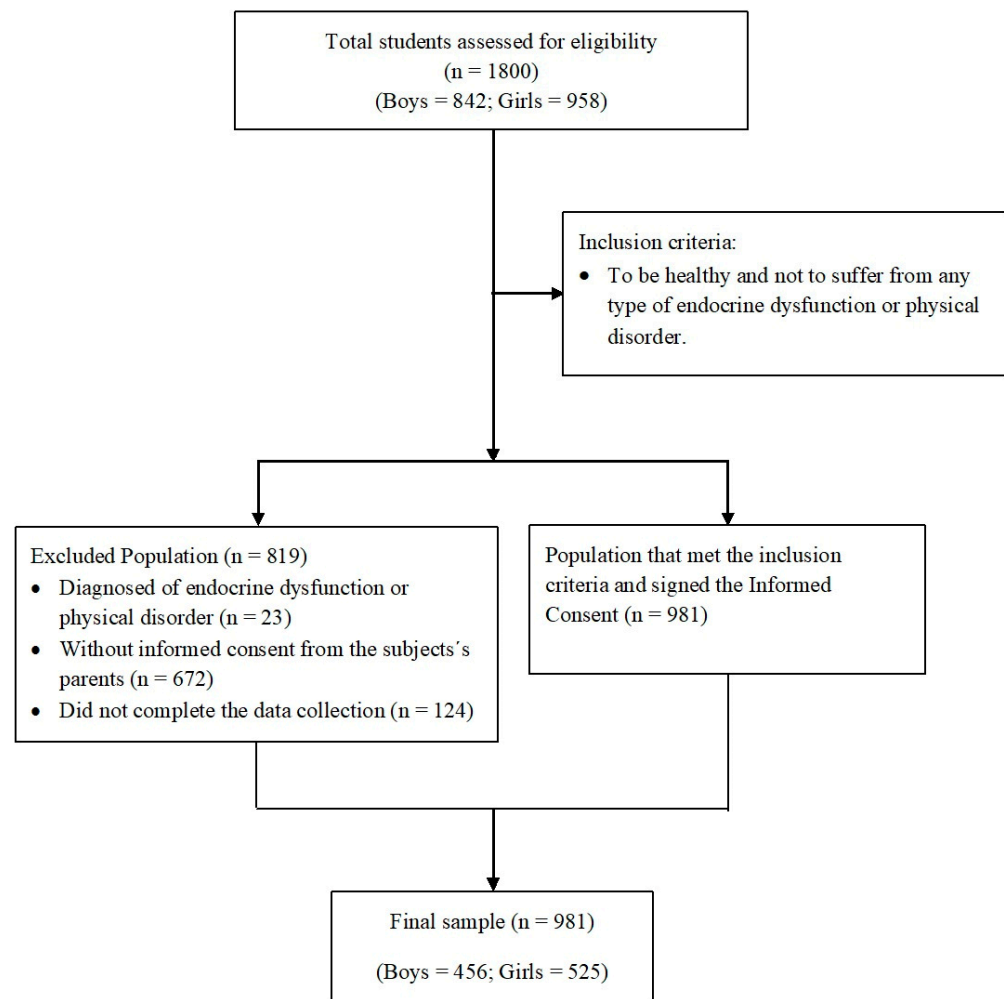 Total students assessed for eligibility
(n = 1800)
(Boys = 842; Girls = 958)
Inclusion criteria:
• To be healthy and not to suffer from any
type of endocrine dysfunction or physical
disorder.
Excluded Population (n = 819)
• Diagnosed of endocrine dysfunction or
physical disorder (n = 23)
• Without informed consent from the subjects´s
parents (n = 672)
• Did not complete the data collection (n = 124)
Population that met the inclusion
criteria and signed the Informed
Consent (n = 981)
Final sample (n = 981)
(Boys = 456; Girls = 525)